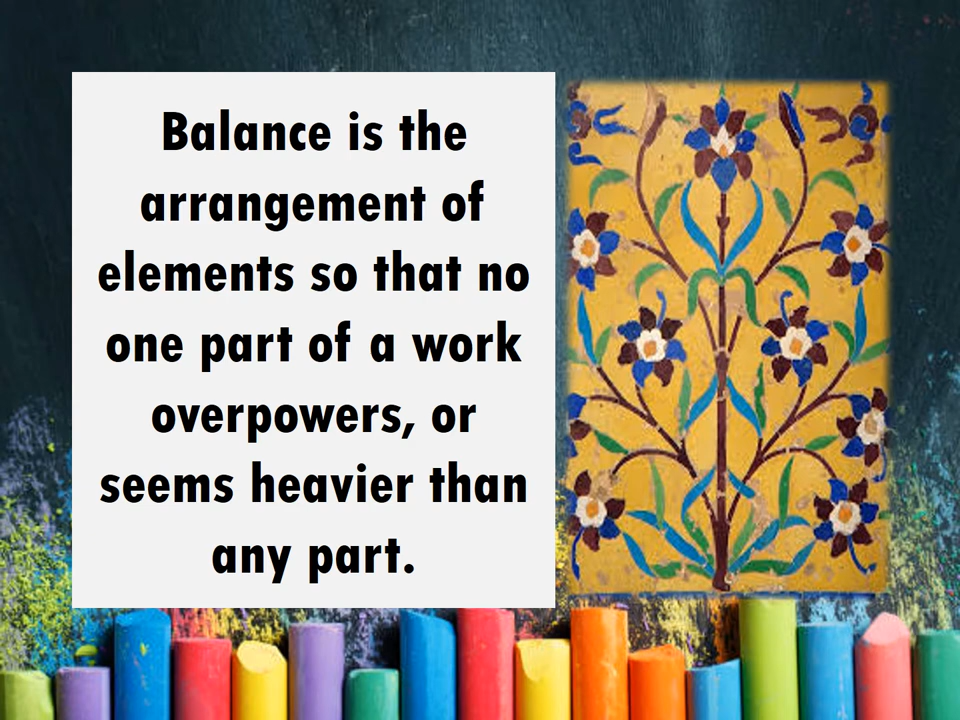 Balance is the
arrangement of
elements so that no
one part of a work
overpowers, or
seems heavier than
any part.